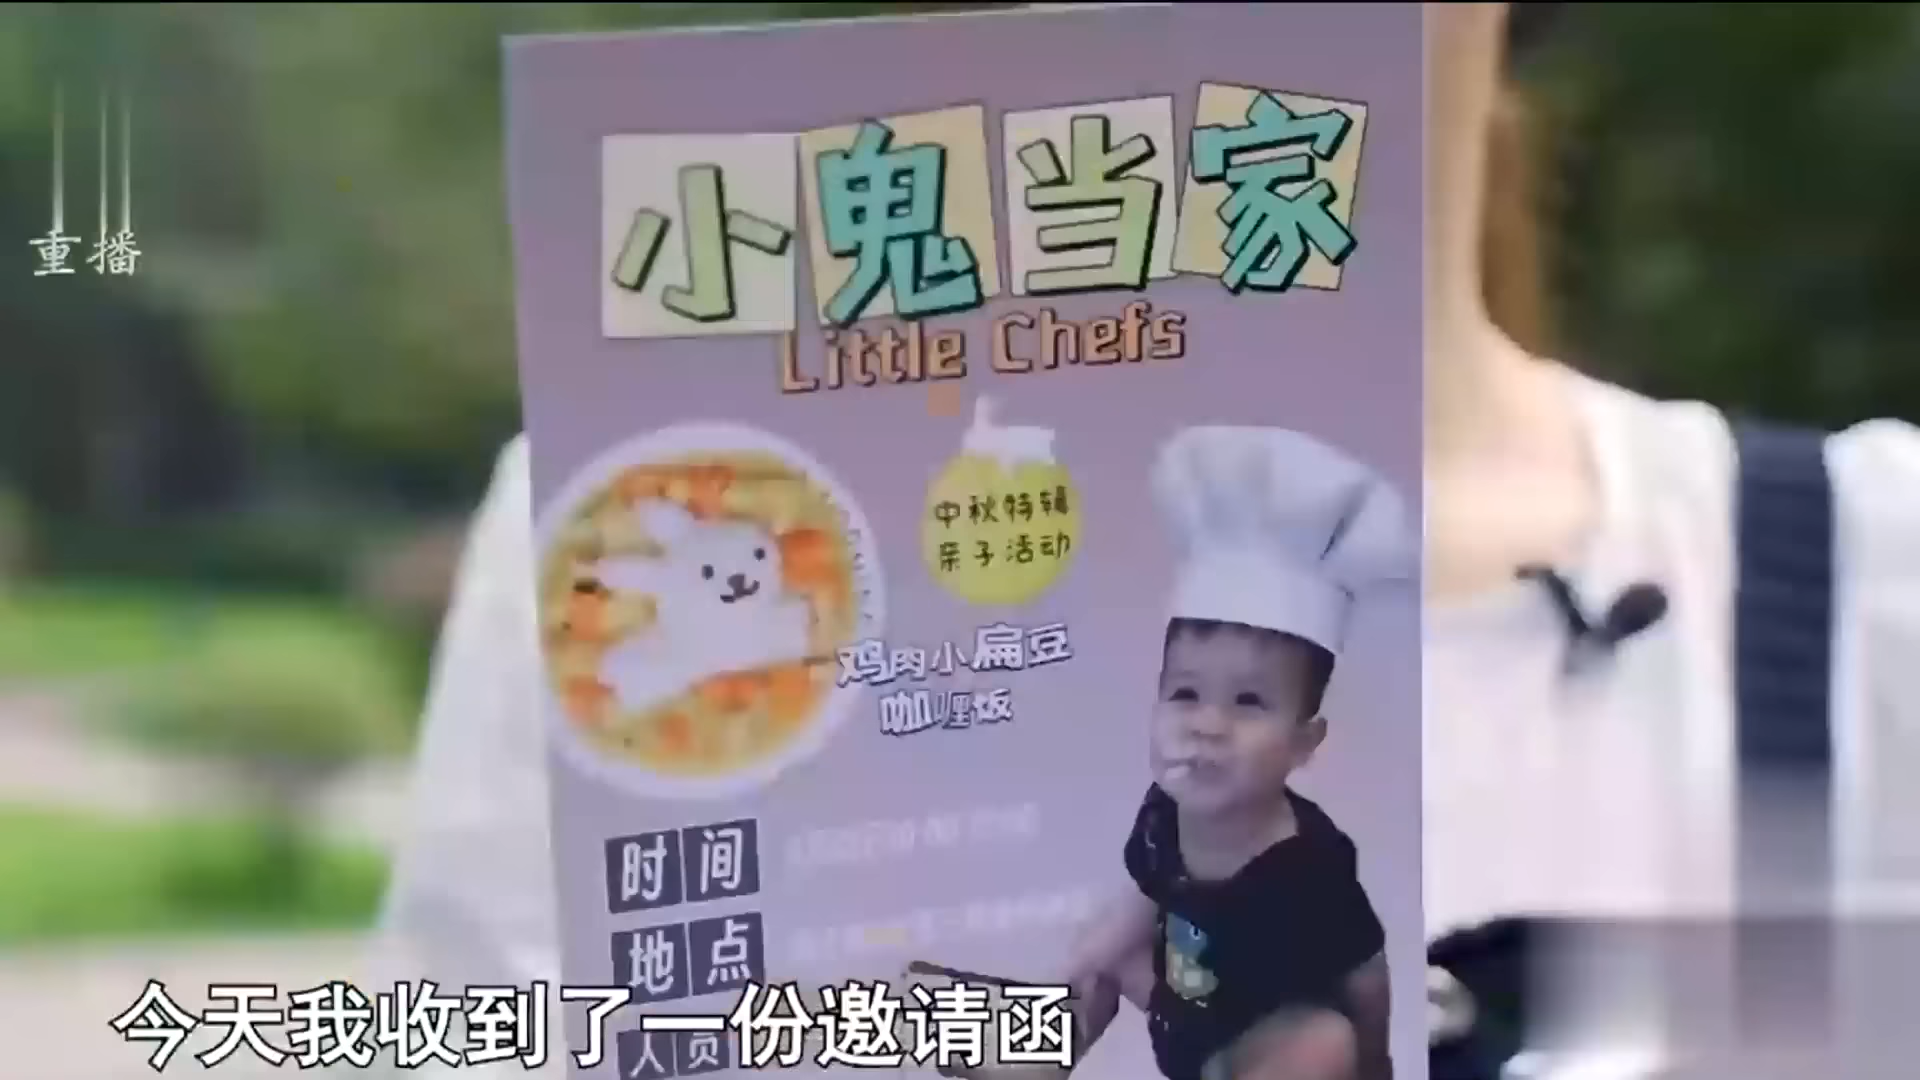 小鬼当家
Little Chefs
重播
中秋特辑
亲子活动
鸡肉小扁豆
咖喱饭
时间
地点
人员
今天我收到了一份邀请函